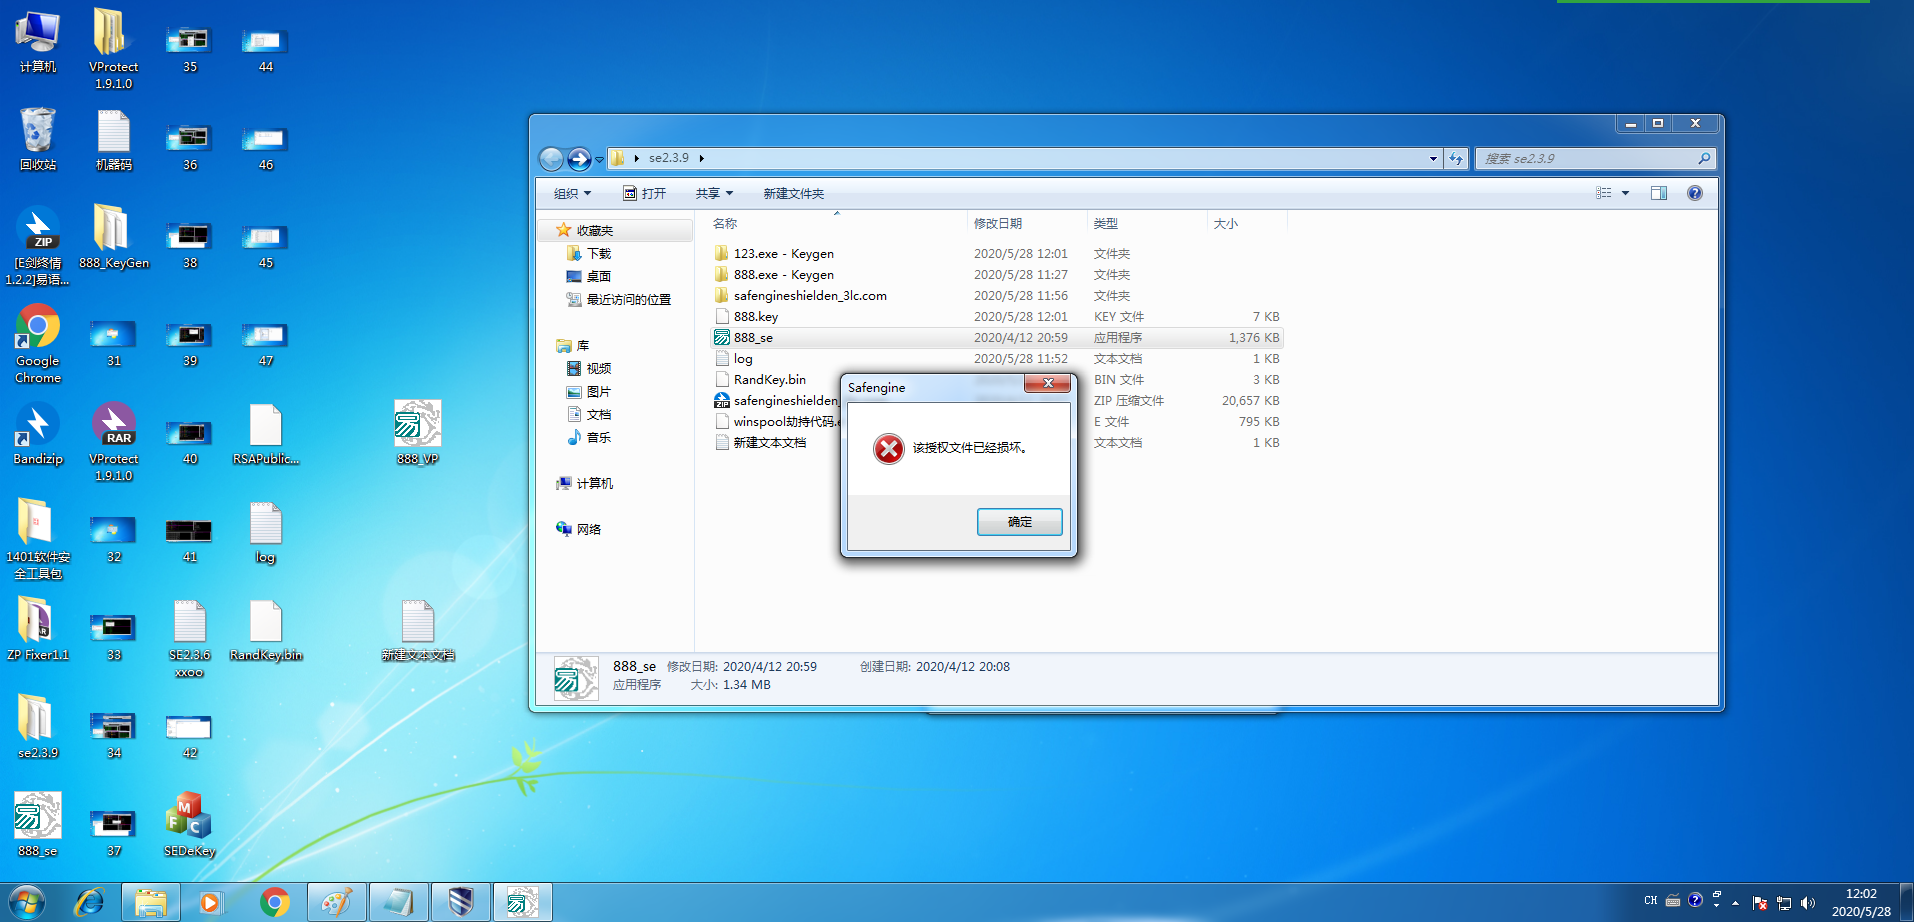 计算机
VProtect
1.9.1.0
35
44
回收站
机器码
36
46
[E剑终情
1.2.2]易语...
888_KeyGen
38
45
Google
Chrome
31
39
47
Bandizip
VProtect
1.9.1.0
40
RSAPublic...
888_VP
1401软件安
全工具包
32
41
log
ZP Fixer1.1
33
SE2.3.6
xxoo
RandKey.bin
新建文本文档
se2.3.9
34
42
888_se
37
SEDeKey
se2.3.9
搜索 se2.3.9
组织
打开
共享
新建文件夹
收藏夹
下载
桌面
最近访问的位置
库
视频
图片
文档
音乐
计算机
网络
名称 修改日期 类型 大小
123.exe - Keygen 2020/5/28 12:01 文件夹
888.exe - Keygen 2020/5/28 11:27 文件夹
safengineshielden_3lc.com 2020/5/28 11:56 文件夹
888.key 2020/5/28 12:01 KEY 文件 7 KB
888_se 2020/4/12 20:59 应用程序 1,376 KB
log 2020/5/28 11:52 文本文档 1 KB
RandKey.bin BIN 文件 3 KB
safengineshielden_ ZIP 压缩文件 20,657 KB
winspool劫持代码.e E 文件 795 KB
新建文本文档 文本文档 1 KB
Safengine
该授权文件已经损坏。
确定
888_se 修改日期: 2020/4/12 20:59 创建日期: 2020/4/12 20:08
应用程序 大小: 1.34 MB
CH
12:02
2020/5/28